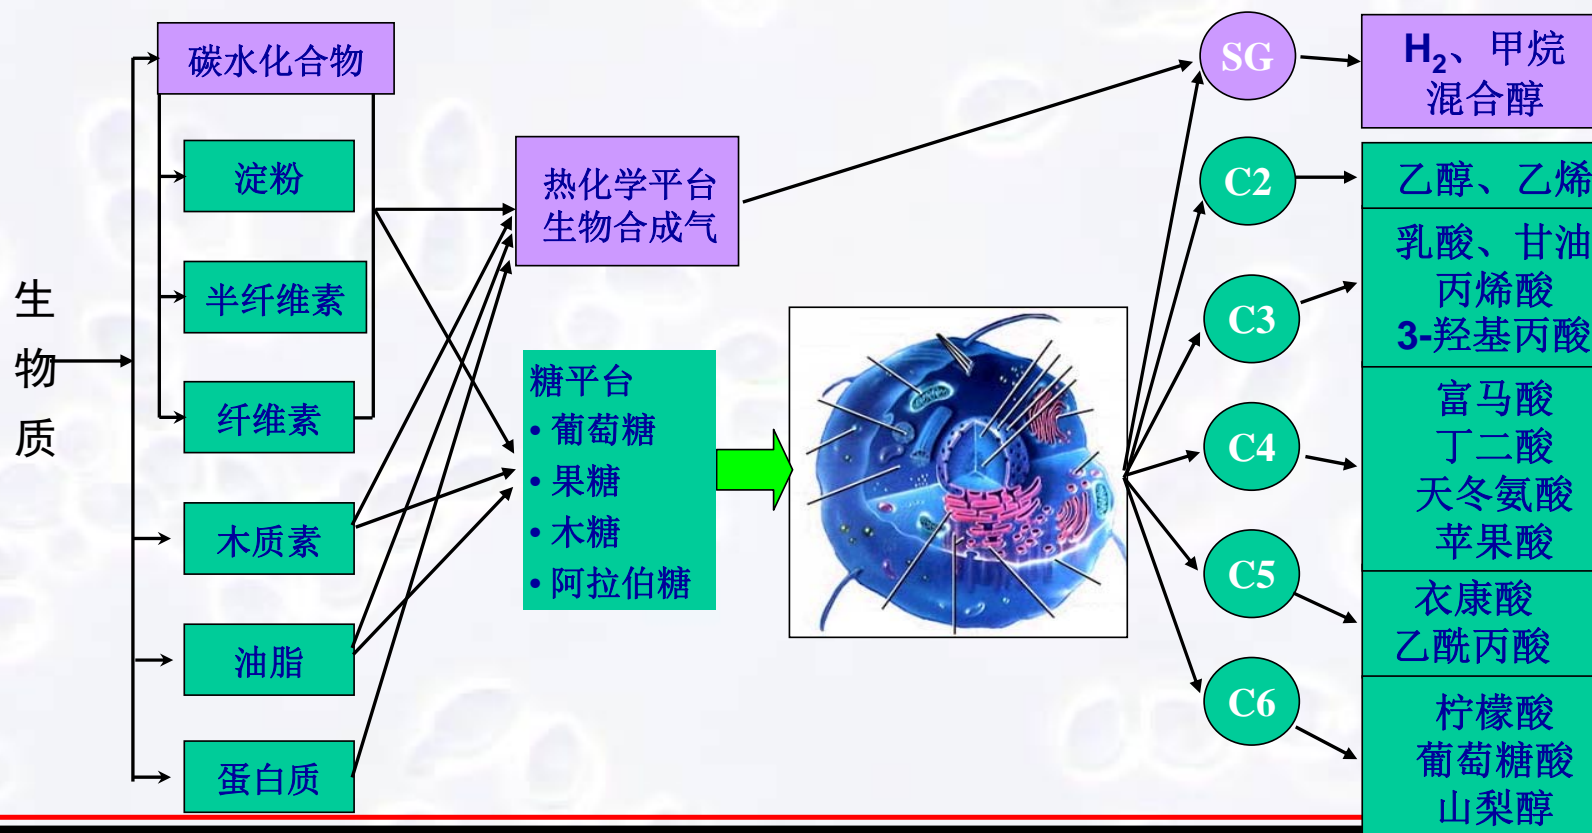 生
物
质
碳水化合物
淀粉
半纤维素
纤维素
木质素
油脂
蛋白质
热化学平台
生物合成气
糖平台
• 葡萄糖
• 果糖
• 木糖
• 阿拉伯糖
SG
C2
C3
C4
C5
C6
H₂、甲烷
混合醇
乙醇、乙烯
乳酸、甘油
丙烯酸
3-羟基丙酸
富马酸
丁二酸
天冬氨酸
苹果酸
衣康酸
乙酰丙酸
柠檬酸
葡萄糖酸
山梨醇